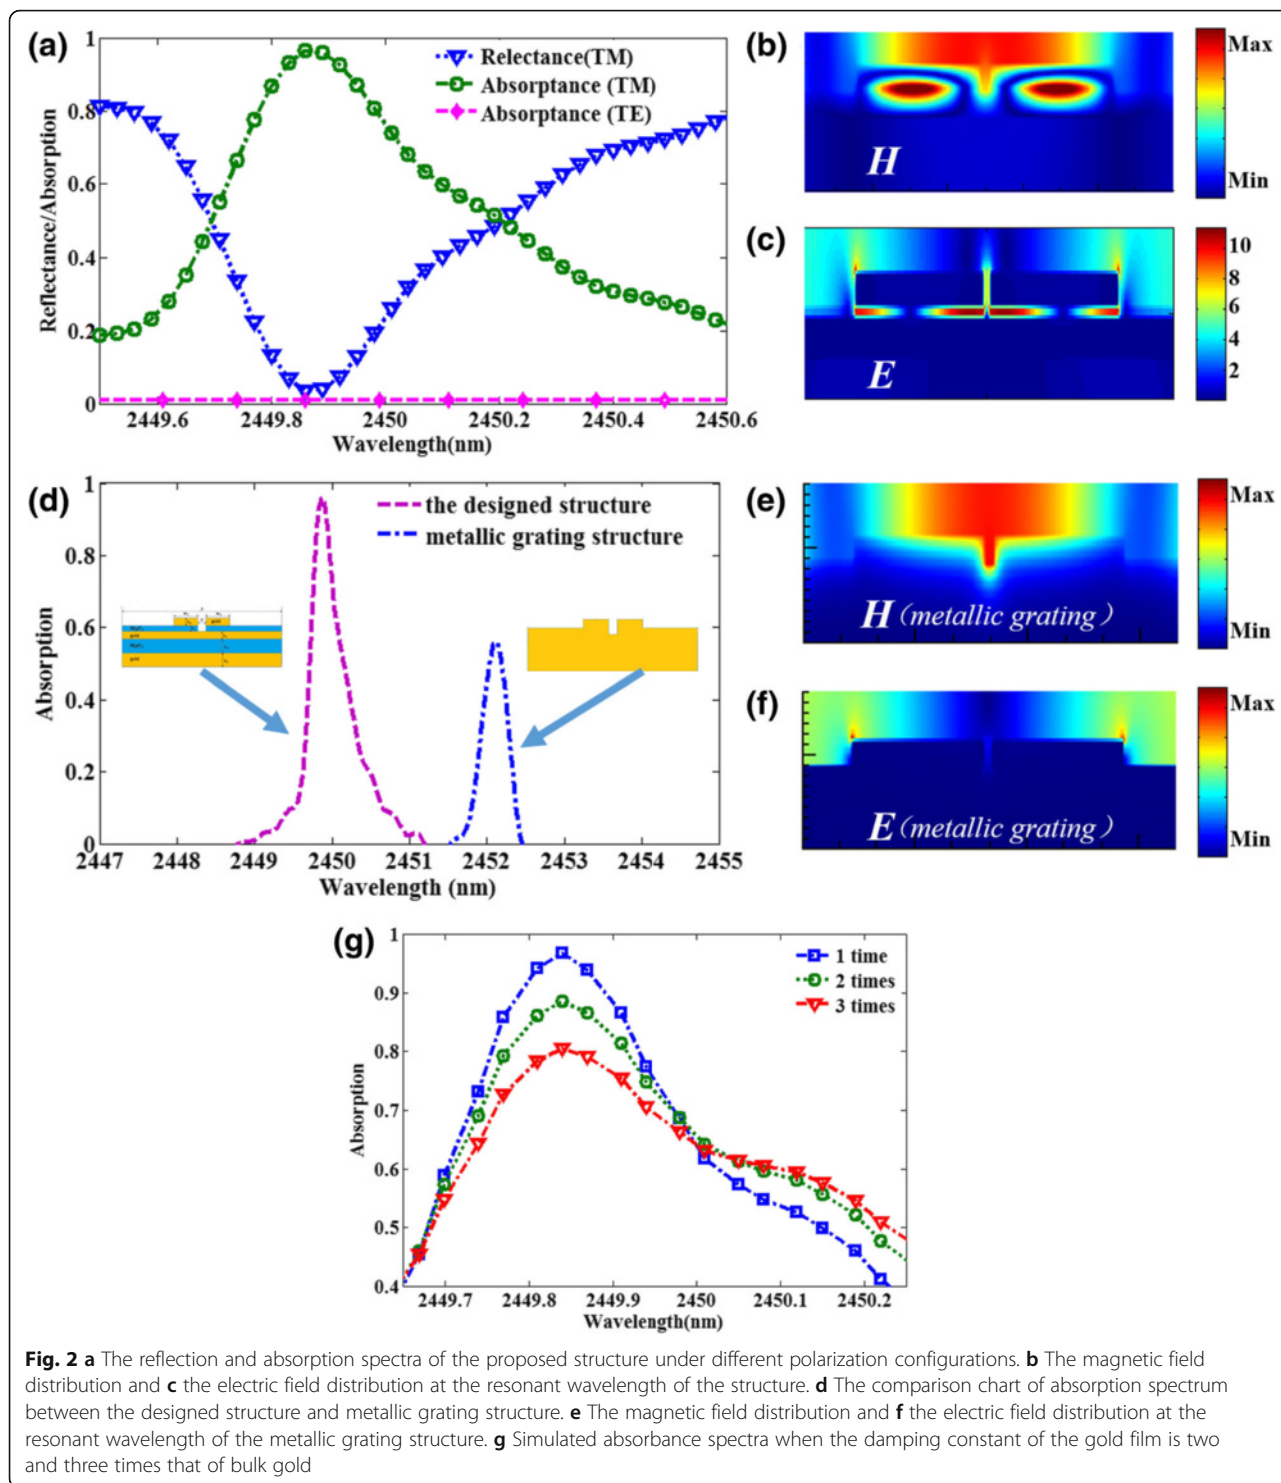 (a)
1
0.8
0.6
0.4
0.2
0
Reflectance/Absorption
Relectance(TM)
Absorptance (TM)
Absorptance (TE)
2449.6 2449.8 2450 2450.2 2450.4 2450.6
Wavelength(nm)
(b)
H
Max
Min
(c)
E
10
8
6
4
2
(d)
1
0.8
0.6
0.4
0.2
0
Absorption
the designed structure
metallic grating structure
2447 2448 2449 2450 2451 2452 2453 2454 2455
Wavelength (nm)
(e)
H (metallic grating)
Max
Min
(f)
E (metallic grating)
Max
Min
(g)
1
0.9
0.8
0.7
0.6
0.5
0.4
Absorption
1 time
2 times
3 times
2449.7 2449.8 2449.9 2450 2450.1 2450.2
Wavelength(nm)
Fig. 2 a The reflection and absorption spectra of the proposed structure under different polarization configurations. b The magnetic field
distribution and c the electric field distribution at the resonant wavelength of the structure. d The comparison chart of absorption spectrum
between the designed structure and metallic grating structure. e The magnetic field distribution and f the electric field distribution at the
resonant wavelength of the metallic grating structure. g Simulated absorbance spectra when the damping constant of the gold film is two
and three times that of bulk gold